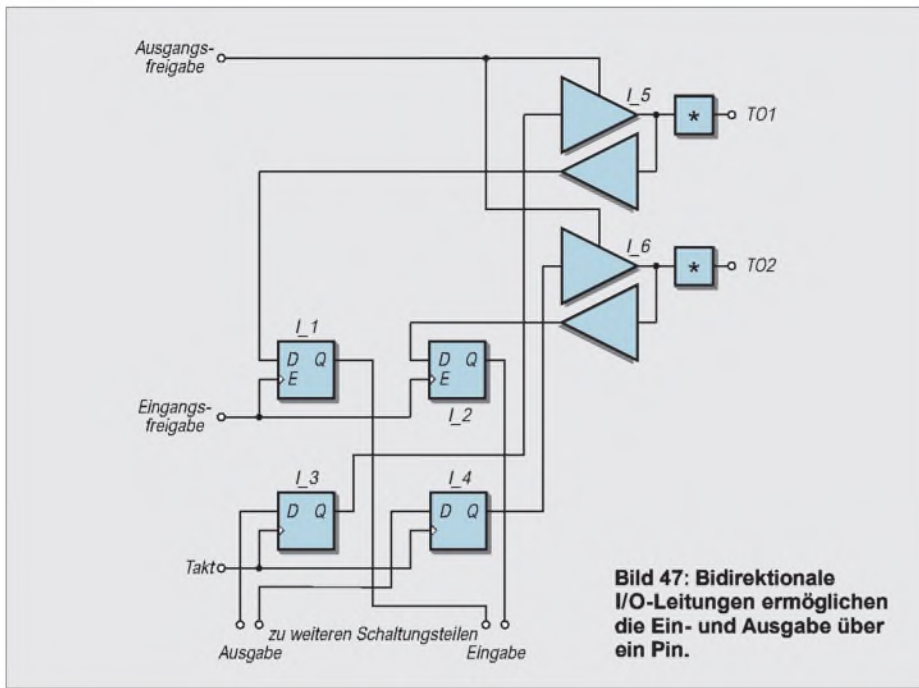 Ausgangs-
freigabe
I_5
*
TO1
I_6
*
TO2
I_1
D Q
E
D Q
E
I_2
Eingangs-
freigabe
I_3
D Q
I_4
D Q
Takt
zu weiteren Schaltungsteilen
Ausgabe
Eingabe
Bild 47: Bidirektionale
I/O-Leitungen ermöglichen
die Ein- und Ausgabe über
ein Pin.